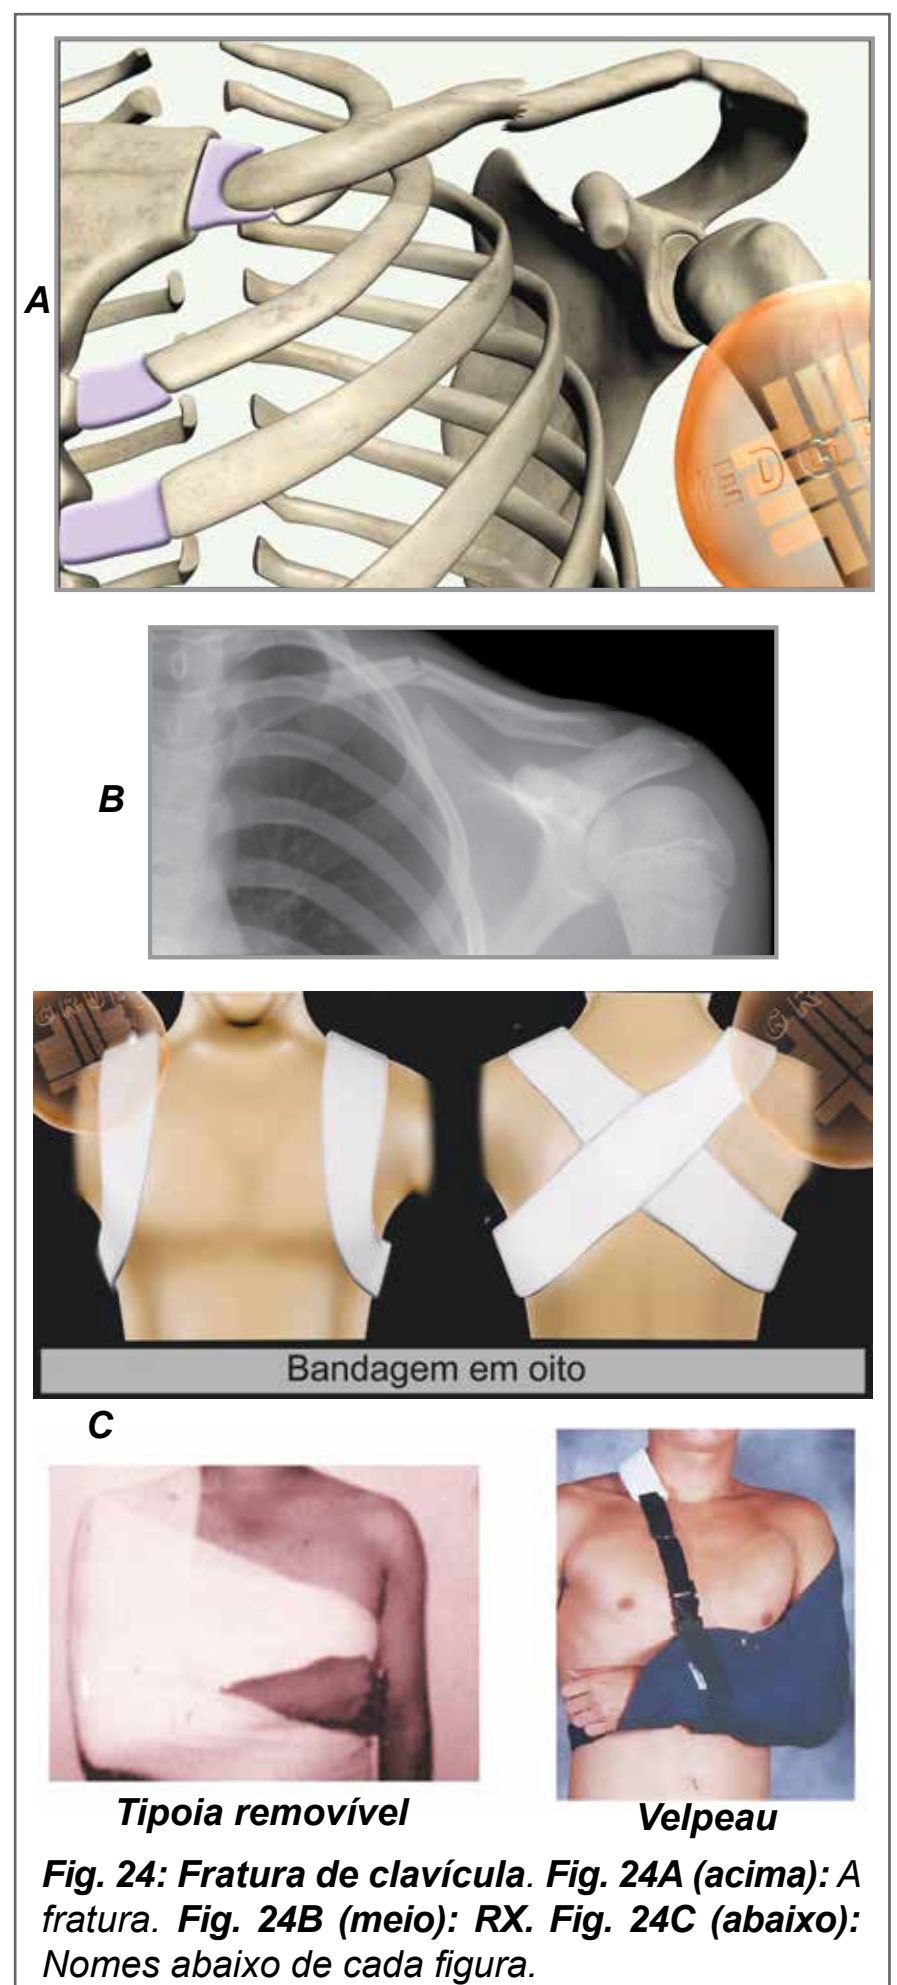 A
B
Bandagem em oito
C
Tipoia removível
Velpeau
Fig. 24: Fratura de clavícula. Fig. 24A (acima): A
fratura. Fig. 24B (meio): RX. Fig. 24C (abaixo):
Nomes abaixo de cada figura.